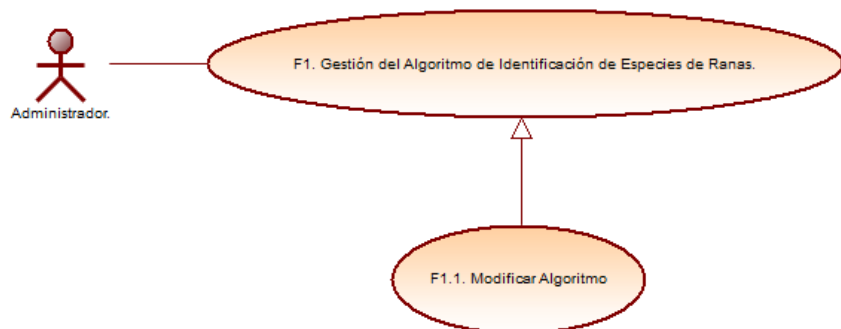 F1. Gestión del Algoritmo de Identificación de Especies de Ranas.
Administrador.
F1.1. Modificar Algoritmo